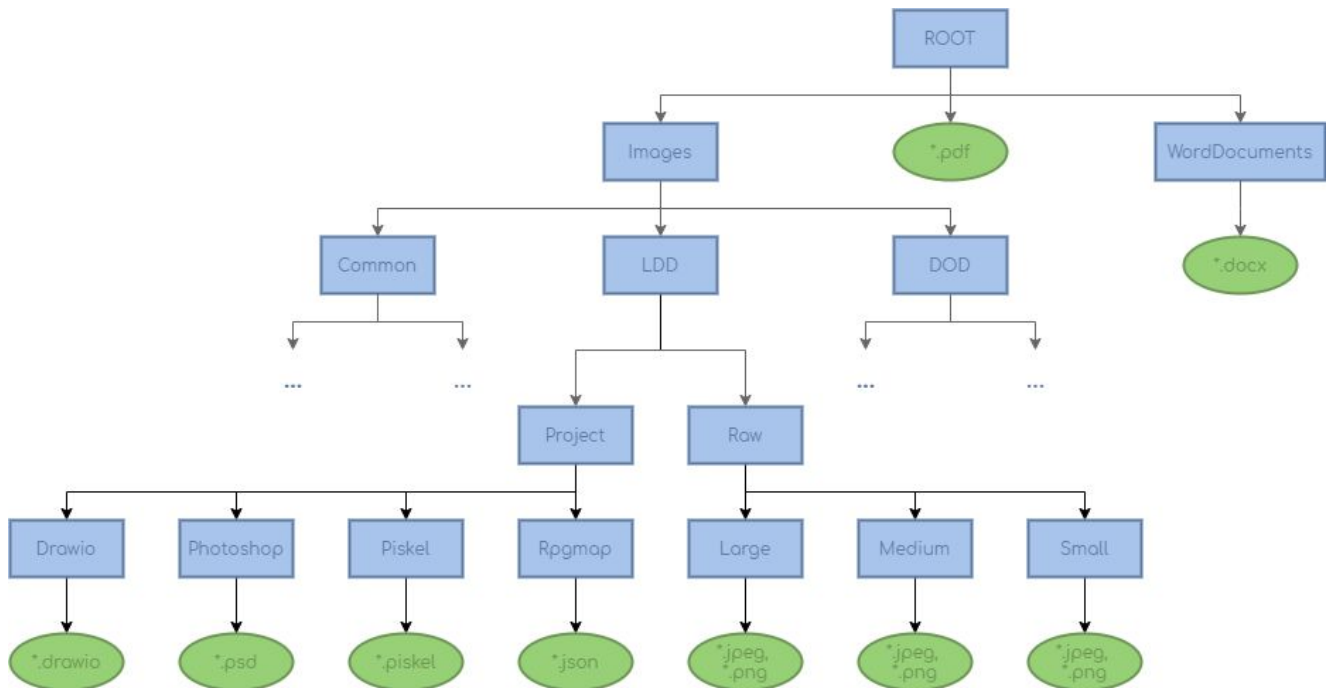 ROOT
Images
*.pdf
WordDocuments
Common
LDD
DOD
*.docx
...
...
...
...
Project
Raw
Drawio
Photoshop
Piskel
Rpgmap
Large
Medium
Small
*.drawio
*.psd
*.piskel
*.json
*.jpeg,
*.png
*.jpeg,
*.png
*.jpeg,
*.png